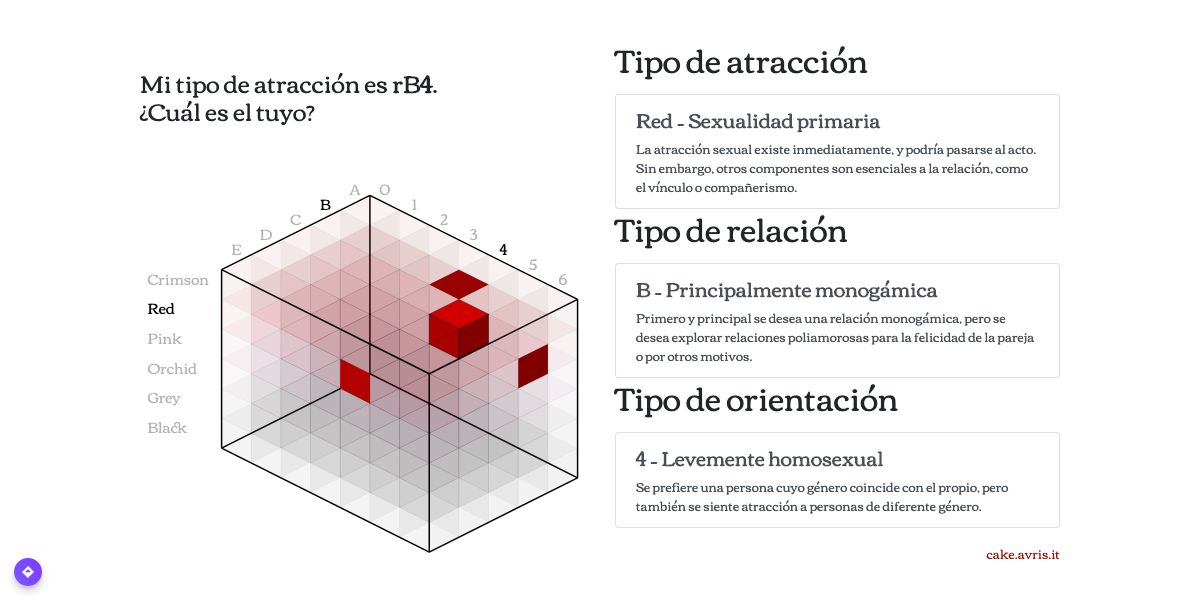 Mi tipo de atracción es rB4.
¿Cuál es el tuyo?
A
B
C
D
E
0
1
2
3
4
5
6
Crimson
Red
Pink
Orchid
Grey
Black
Tipo de atracción
Red - Sexualidad primaria
La atracción sexual existe inmediatamente, y podría pasarse al acto.
Sin embargo, otros componentes son esenciales a la relación, como
el vínculo o compañerismo.
Tipo de relación
B - Principalmente monogámica
Primero y principal se desea una relación monogámica, pero se
desea explorar relaciones poliamorosas para la felicidad de la pareja
o por otros motivos.
Tipo de orientación
4 - Levemente homosexual
Se prefiere una persona cuyo género coincide con el propio, pero
también se siente atracción a personas de diferente género.
cake.avris.it